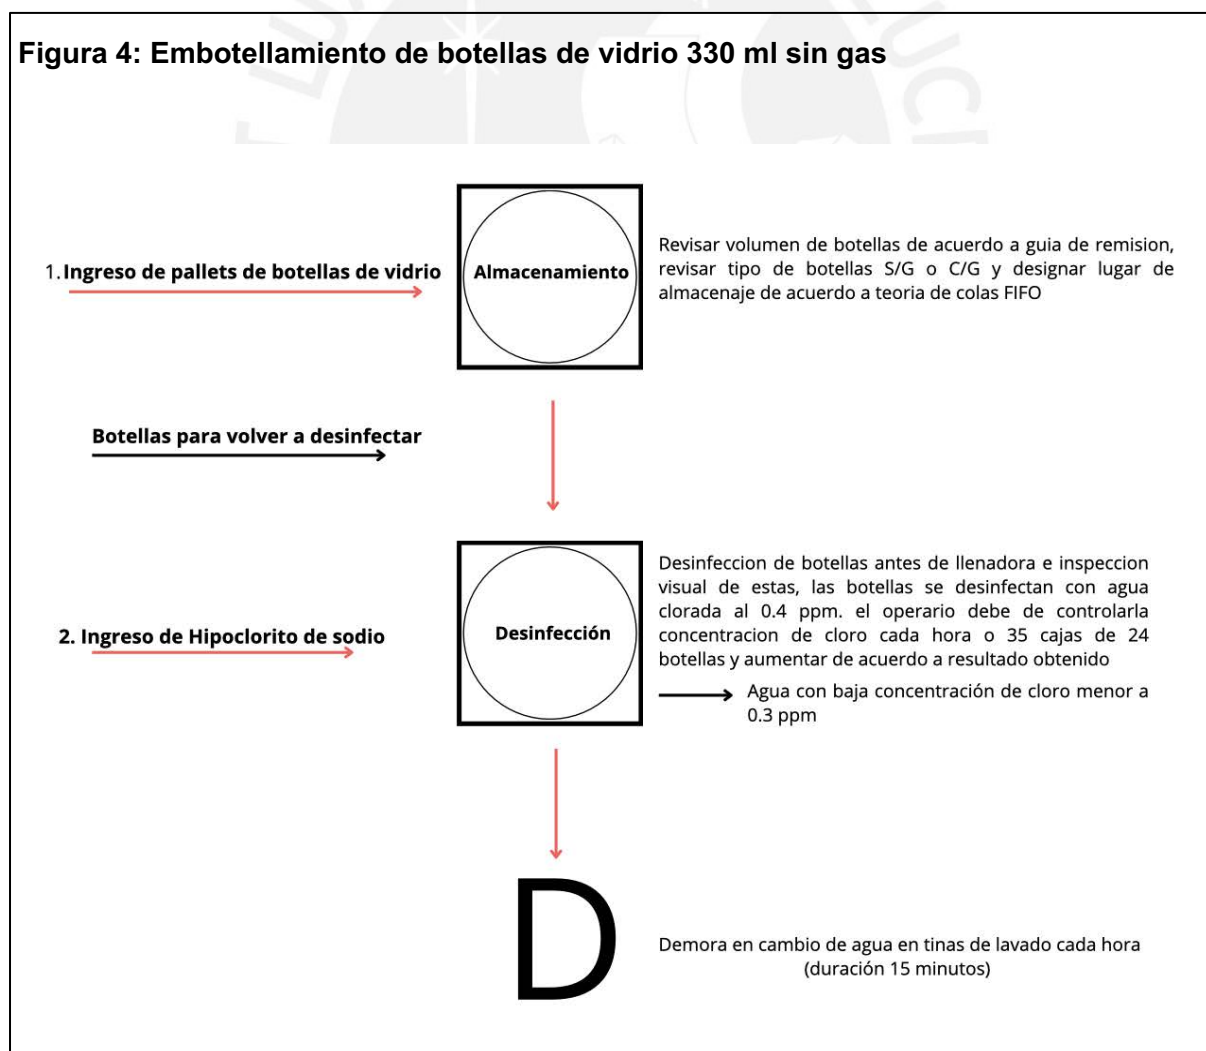 Figura 4: Embotellamiento de botellas de vidrio 330 ml sin gas
1. Ingreso de pallets de botellas de vidrio
Almacenamiento
Revisar volumen de botellas de acuerdo a guia de remision,
revisar tipo de botellas S/G o C/G y designar lugar de
almacenaje de acuerdo a teoria de colas FIFO
Botellas para volver a desinfectar
2. Ingreso de Hipoclorito de sodio
Desinfección
Desinfeccion de botellas antes de llenadora e inspeccion
visual de estas, las botellas se desinfectan con agua
clorada al 0.4 ppm. el operario debe de controlarla
concentracion de cloro cada hora o 35 cajas de 24
botellas y aumentar de acuerdo a resultado obtenido
Agua con baja concentración de cloro menor a
0.3 ppm
D
Demora en cambio de agua en tinas de lavado cada hora
(duración 15 minutos)